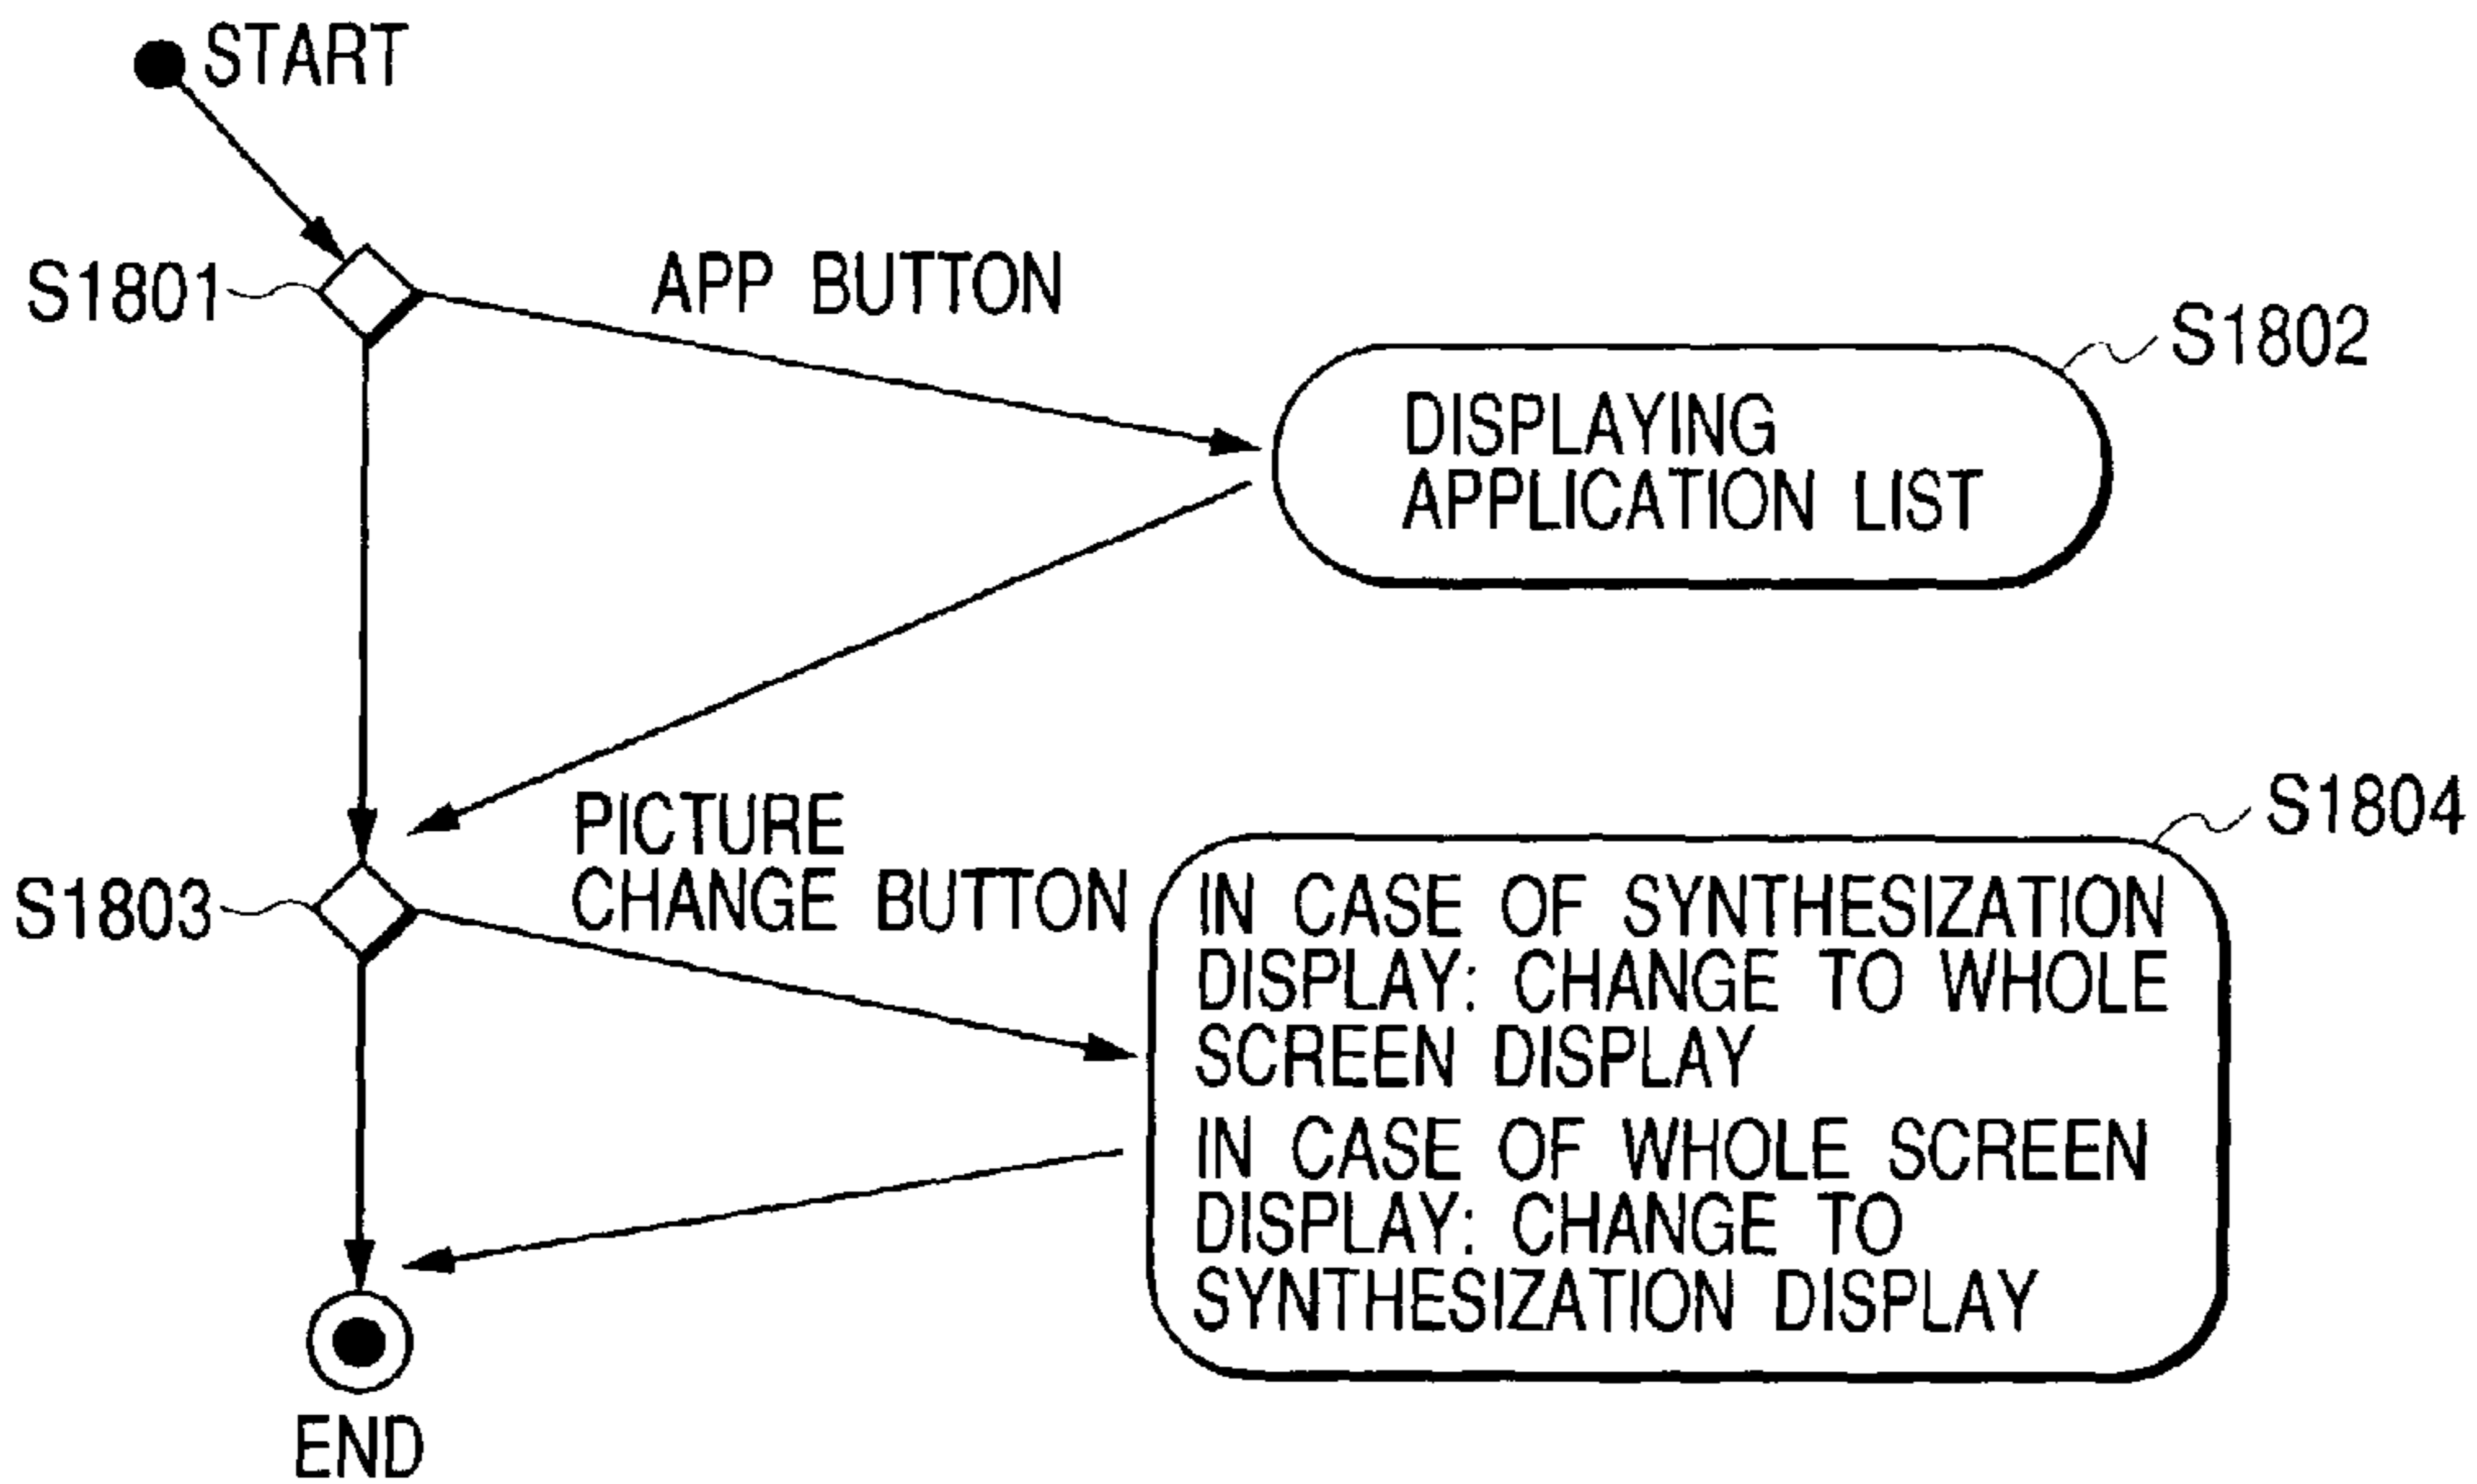 START
S1801
APP BUTTON
S1802
DISPLAYING
APPLICATION LIST
S1803
PICTURE
CHANGE BUTTON
S1804
IN CASE OF SYNTHESIZATION
DISPLAY: CHANGE TO WHOLE
SCREEN DISPLAY
IN CASE OF WHOLE SCREEN
DISPLAY: CHANGE TO
SYNTHESIZATION DISPLAY
END